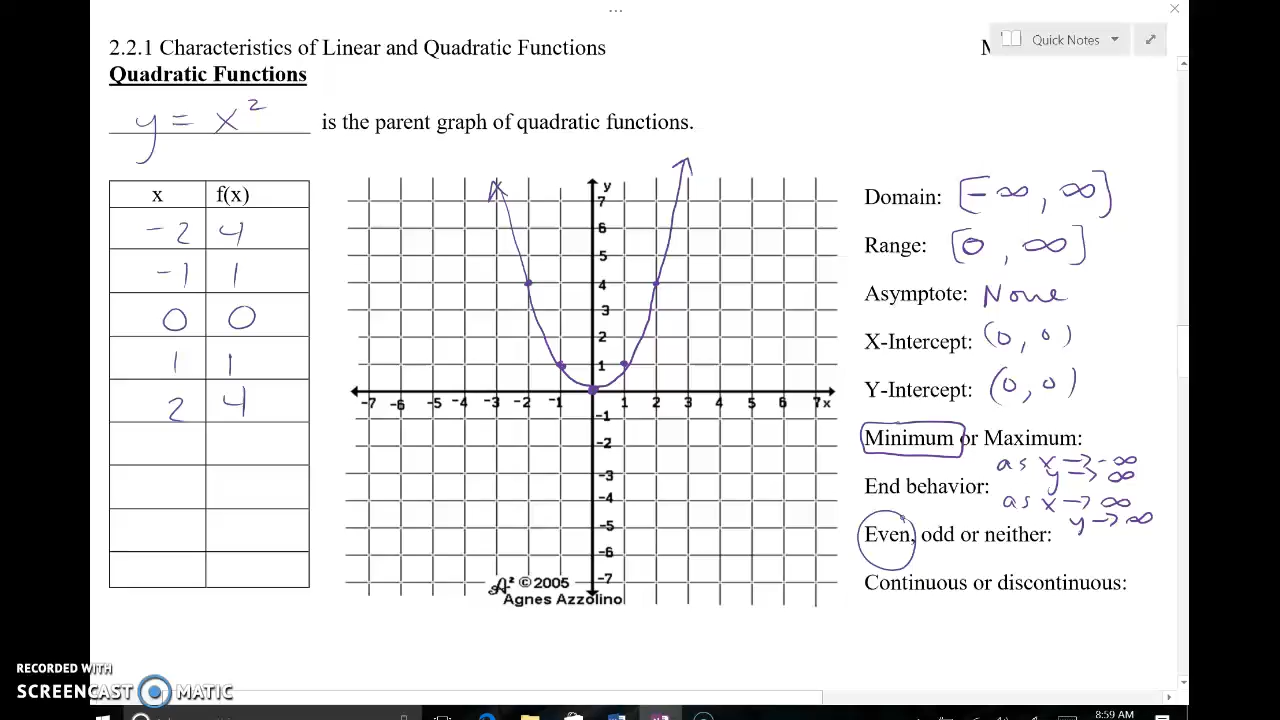 2.2.1 Characteristics of Linear and Quadratic Functions
Quick Notes
Quadratic Functions
y = x² is the parent graph of quadratic functions.
x f(x)
-2 4
-1 1
0 0
1 1
2 4
y
7
6
5
4
3
2
1
-7 -6 -5 -4 -3 -2 -1 1 2 3 4 5 6 7x
-1
-2
-3
-4
-5
-6
-7
A² © 2005
Agnes Azzolino
Domain: [-∞, ∞]
Range: [0, ∞]
Asymptote: None
X-Intercept: (0, 0)
Y-Intercept: (0, 0)
Minimum or Maximum:
as x → -∞
y → ∞
End behavior:
as x → ∞
y → ∞
Even, odd or neither:
Continuous or discontinuous:
RECORDED WITH
SCREENCAST MATIC
8:59 AM